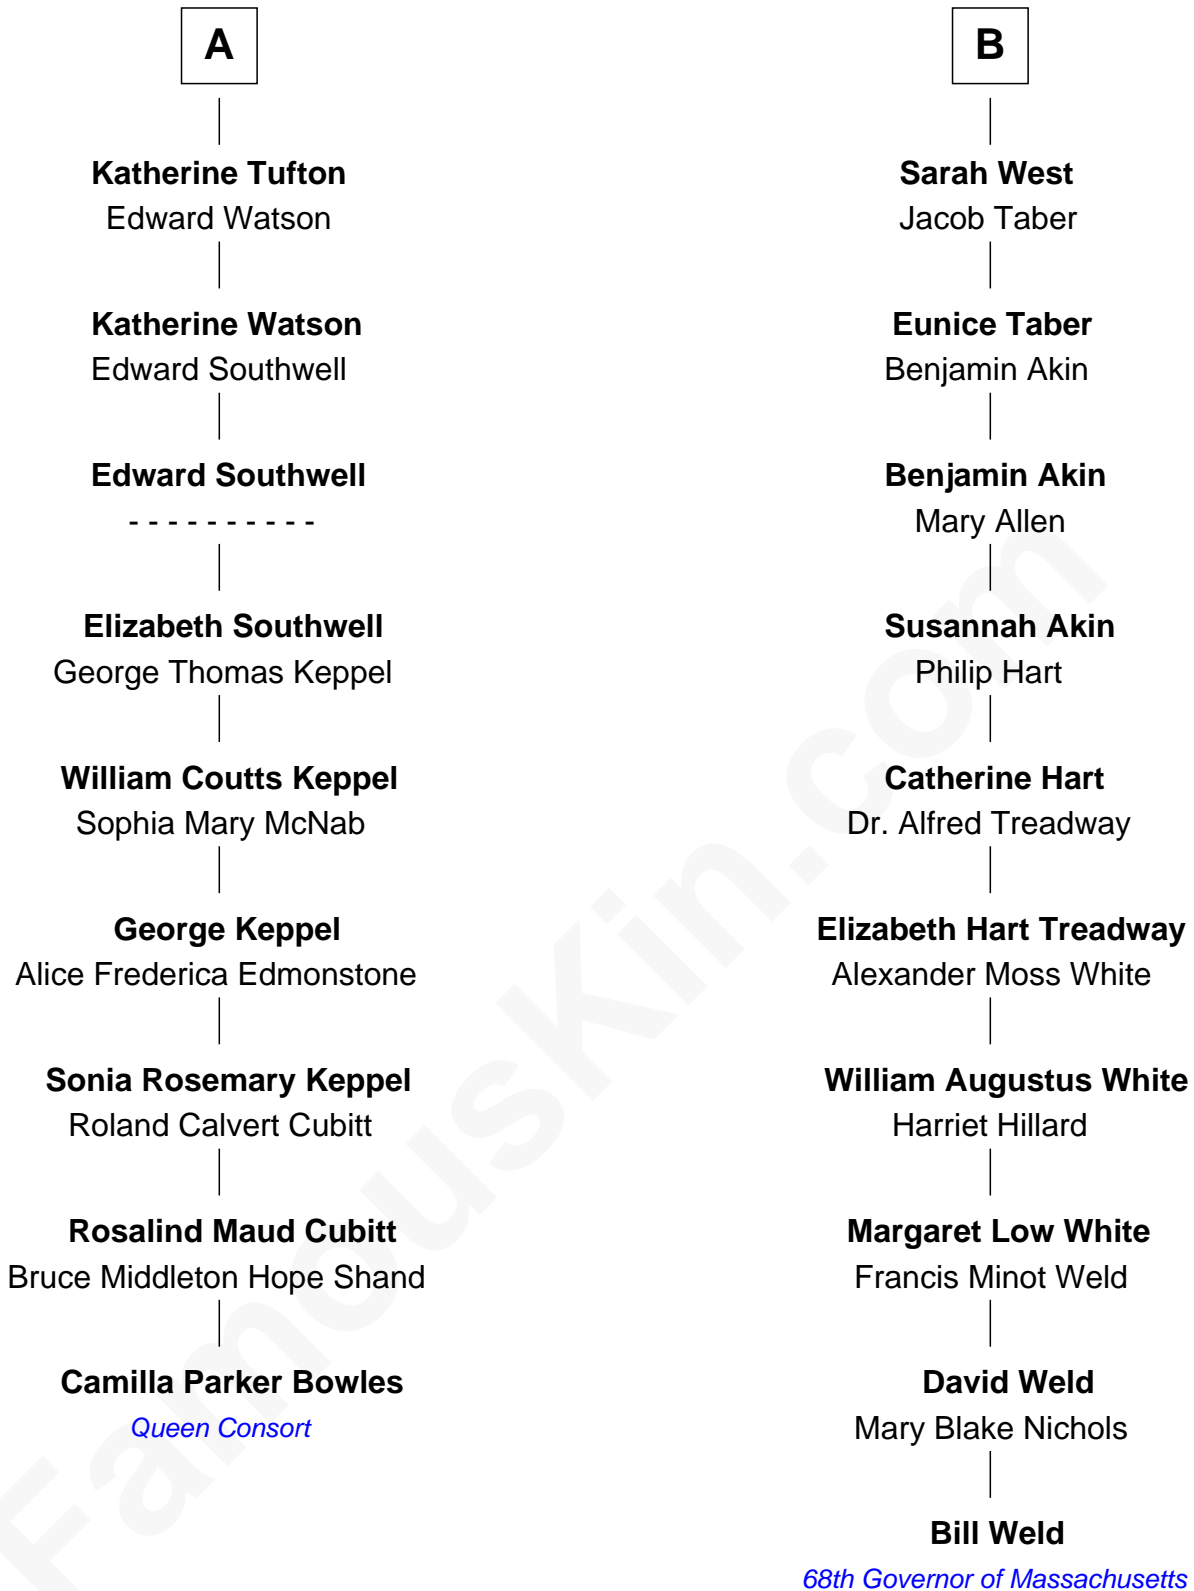 A
Katherine Tufton
Edward Watson
Katherine Watson
Edward Southwell
Edward Southwell
- - - - - - - - - -
Elizabeth Southwell
George Thomas Keppel
William Coutts Keppel
Sophia Mary McNab
George Keppel
Alice Frederica Edmonstone
Sonia Rosemary Keppel
Roland Calvert Cubitt
Rosalind Maud Cubitt
Bruce Middleton Hope Shand
Camilla Parker Bowles
Queen Consort
B
Sarah West
Jacob Taber
Eunice Taber
Benjamin Akin
Benjamin Akin
Mary Allen
Susannah Akin
Philip Hart
Catherine Hart
Dr. Alfred Treadway
Elizabeth Hart Treadway
Alexander Moss White
William Augustus White
Harriet Hillard
Margaret Low White
Francis Minot Weld
David Weld
Mary Blake Nichols
Bill Weld
68th Governor of Massachusetts
FamousKin.com